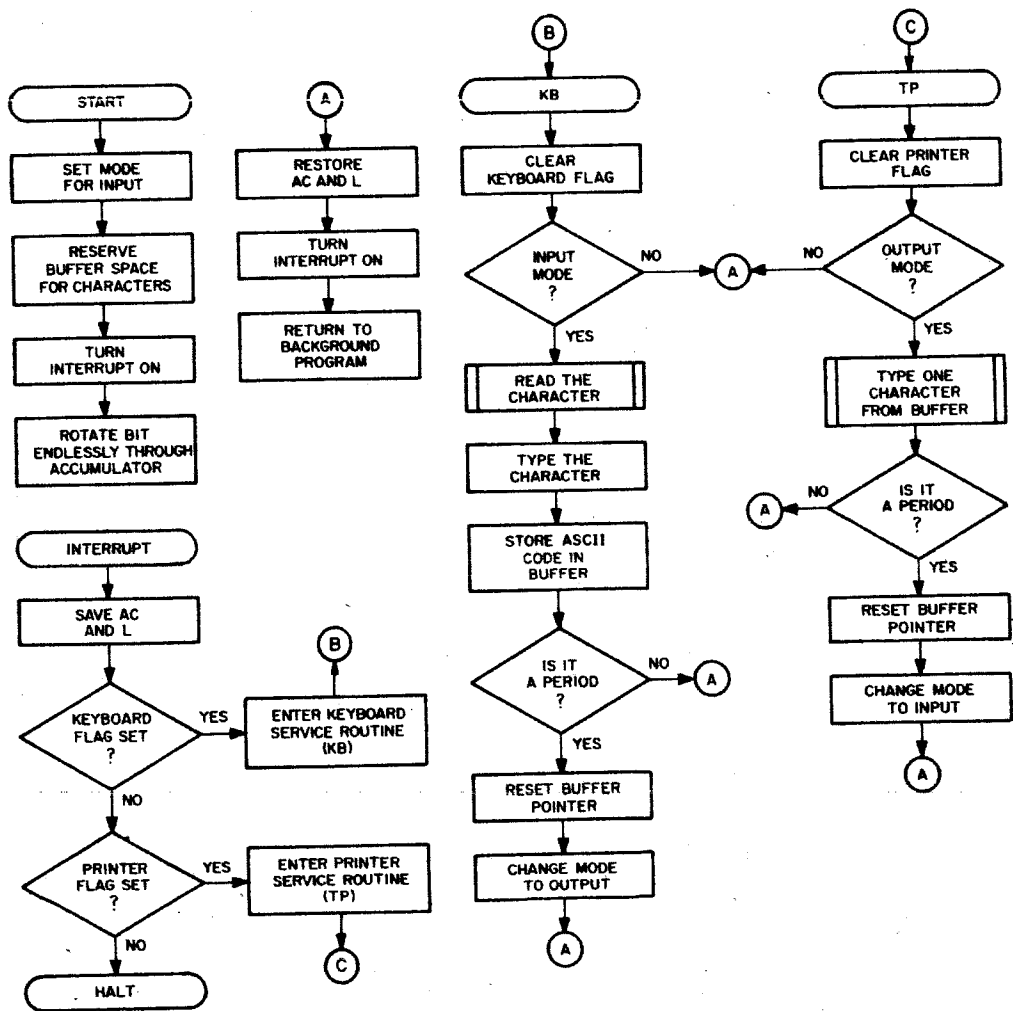 START
SET MODE
FOR INPUT
RESERVE
BUFFER SPACE
FOR CHARACTERS
TURN
INTERRUPT ON
ROTATE BIT
ENDLESSLY THROUGH
ACCUMULATOR
A
RESTORE
AC AND L
TURN
INTERRUPT ON
RETURN TO
BACKGROUND
PROGRAM
INTERRUPT
SAVE AC
AND L
KEYBOARD
FLAG SET
?
YES
ENTER KEYBOARD
SERVICE ROUTINE
(KB)
B
NO
PRINTER
FLAG SET
?
YES
ENTER PRINTER
SERVICE ROUTINE
(TP)
C
NO
HALT
B
KB
CLEAR
KEYBOARD FLAG
INPUT
MODE
?
NO
A
YES
READ THE
CHARACTER
TYPE THE
CHARACTER
STORE ASCII
CODE IN
BUFFER
IS IT
A PERIOD
?
NO
A
YES
RESET BUFFER
POINTER
CHANGE MODE
TO OUTPUT
A
C
TP
CLEAR PRINTER
FLAG
OUTPUT
MODE
?
NO
YES
TYPE ONE
CHARACTER
FROM BUFFER
IS IT
A PERIOD
?
NO
A
YES
RESET BUFFER
POINTER
CHANGE MODE
TO INPUT
A